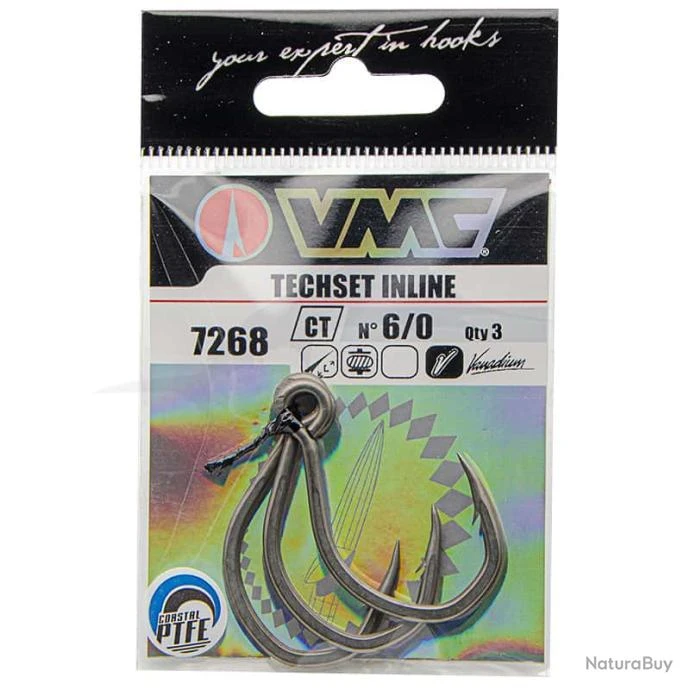 your expert in hooks
VMC®
TECHSET INLINE
7268 CT N° 6/0 Qty 3
L Vanadium
COASTAL
PTFE
NaturaBuy